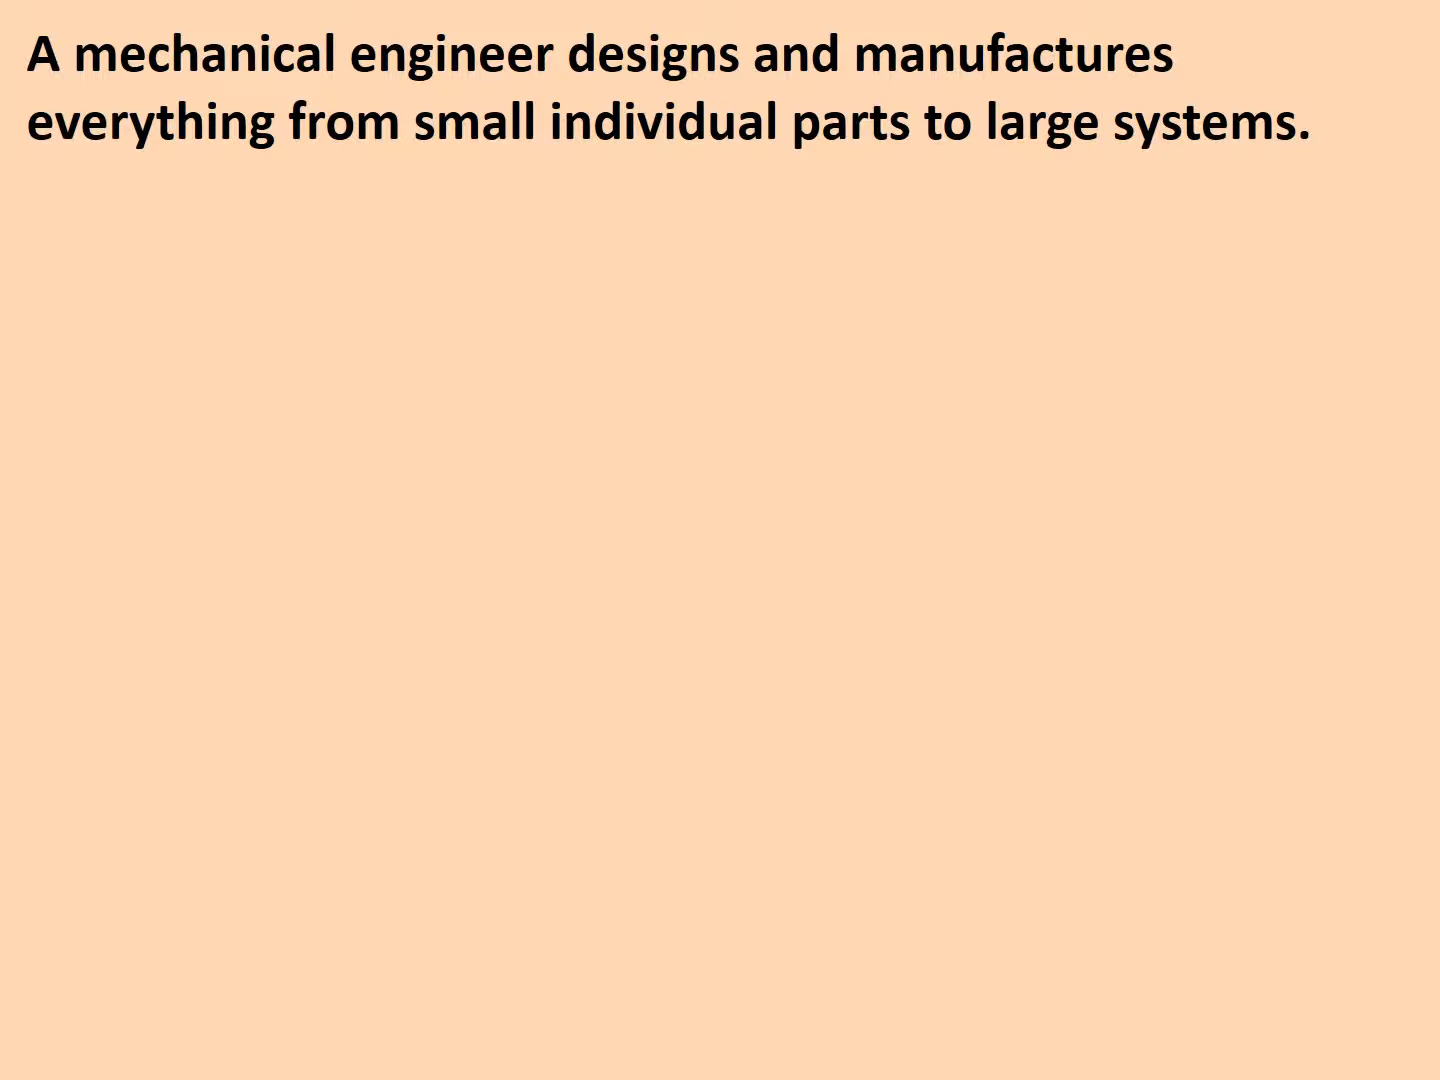 A mechanical engineer designs and manufactures
everything from small individual parts to large systems.